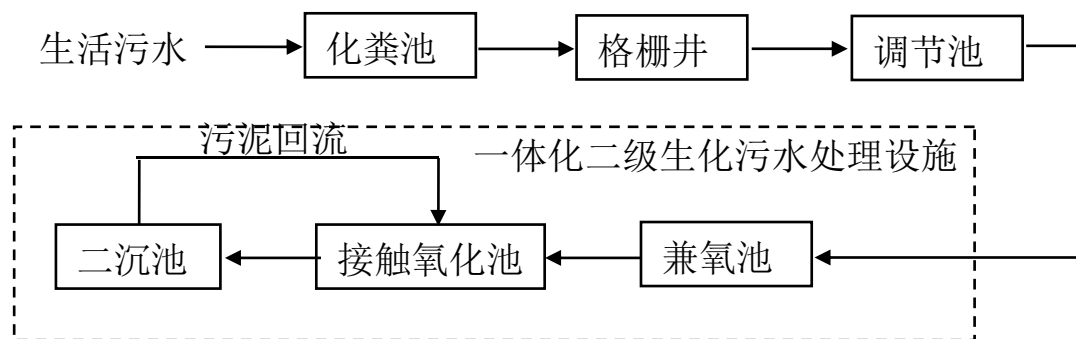 生活污水
化粪池
格栅井
调节池
污泥回流
一体化二级生化污水处理设施
二沉池
接触氧化池
兼氧池